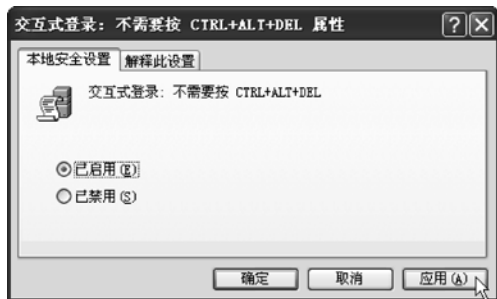 交互式登录: 不需要按 CTRL+ALT+DEL 属性
本地安全设置 解释此设置
交互式登录: 不需要按 CTRL+ALT+DEL
已启用(E)
已禁用(S)
确定 取消 应用(A)